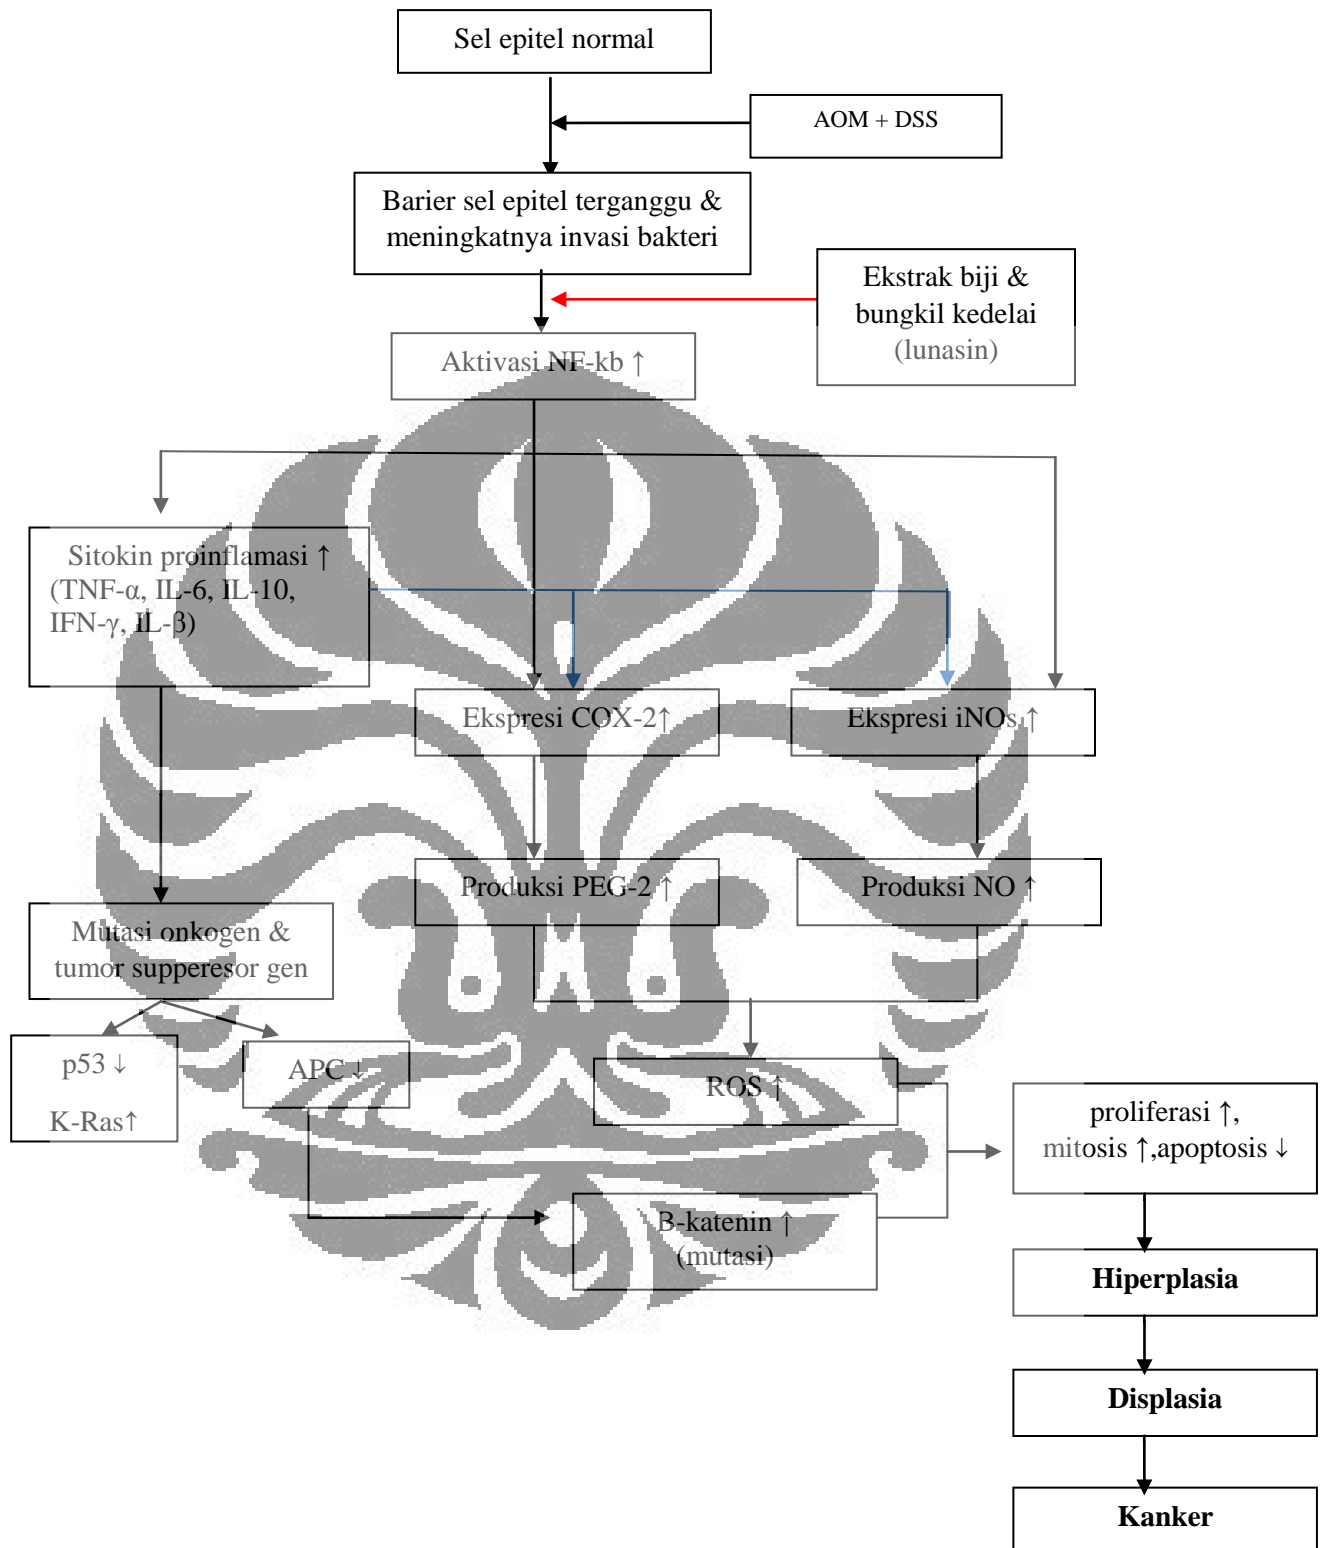 Sel epitel normal
AOM + DSS
Barier sel epitel terganggu &
meningkatnya invasi bakteri
Ekstrak biji &
bungkil kedelai
(lunasin)
Aktivasi NF-kb ↑
Sitokin proinflamasi ↑
(TNF-α, IL-6, IL-10,
IFN-γ, IL-β)
Ekspresi COX-2↑
Ekspresi iNOs ↑
Produksi PEG-2 ↑
Produksi NO ↑
Mutasi onkogen &
tumor supperesor gen
p53 ↓
K-Ras↑
APC ↓
ROS ↑
proliferasi ↑,
mitosis ↑,apoptosis ↓
B-katenin ↑
(mutasi)
Hiperplasia
Displasia
Kanker